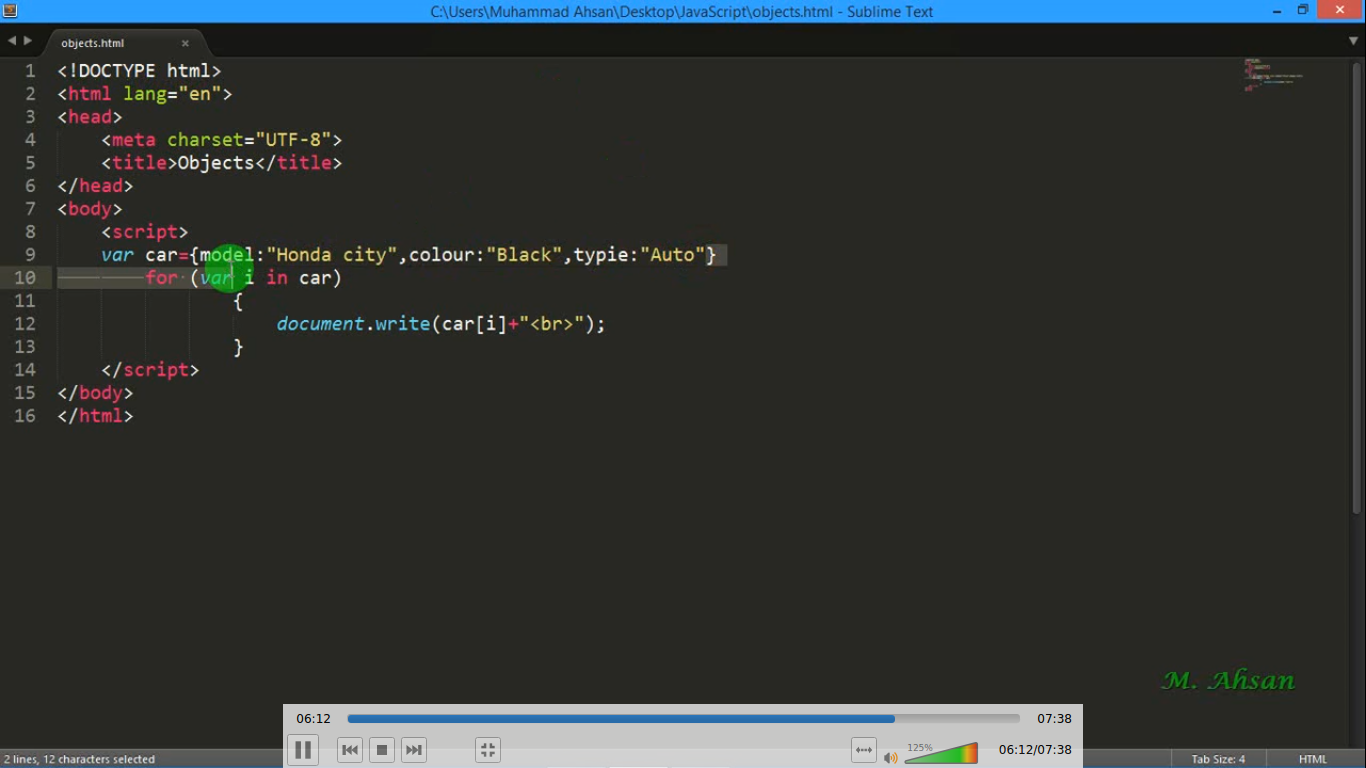 C:\Users\Muhammad Ahsan\Desktop\JavaScript\objects.html - Sublime Text
objects.html
1 <!DOCTYPE html>
2 <html lang="en">
3 <head>
4 <meta charset="UTF-8">
5 <title>Objects</title>
6 </head>
7 <body>
8 <script>
9 var car={model:"Honda city",colour:"Black",typie:"Auto"}
10 for (var i in car)
11 {
12 document.write(car[i]+"<br>");
13 }
14 </script>
15 </body>
16 </html>
M. Ahsan
06:12 07:38
125% 06:12/07:38
2 lines, 12 characters selected Tab Size: 4 HTML